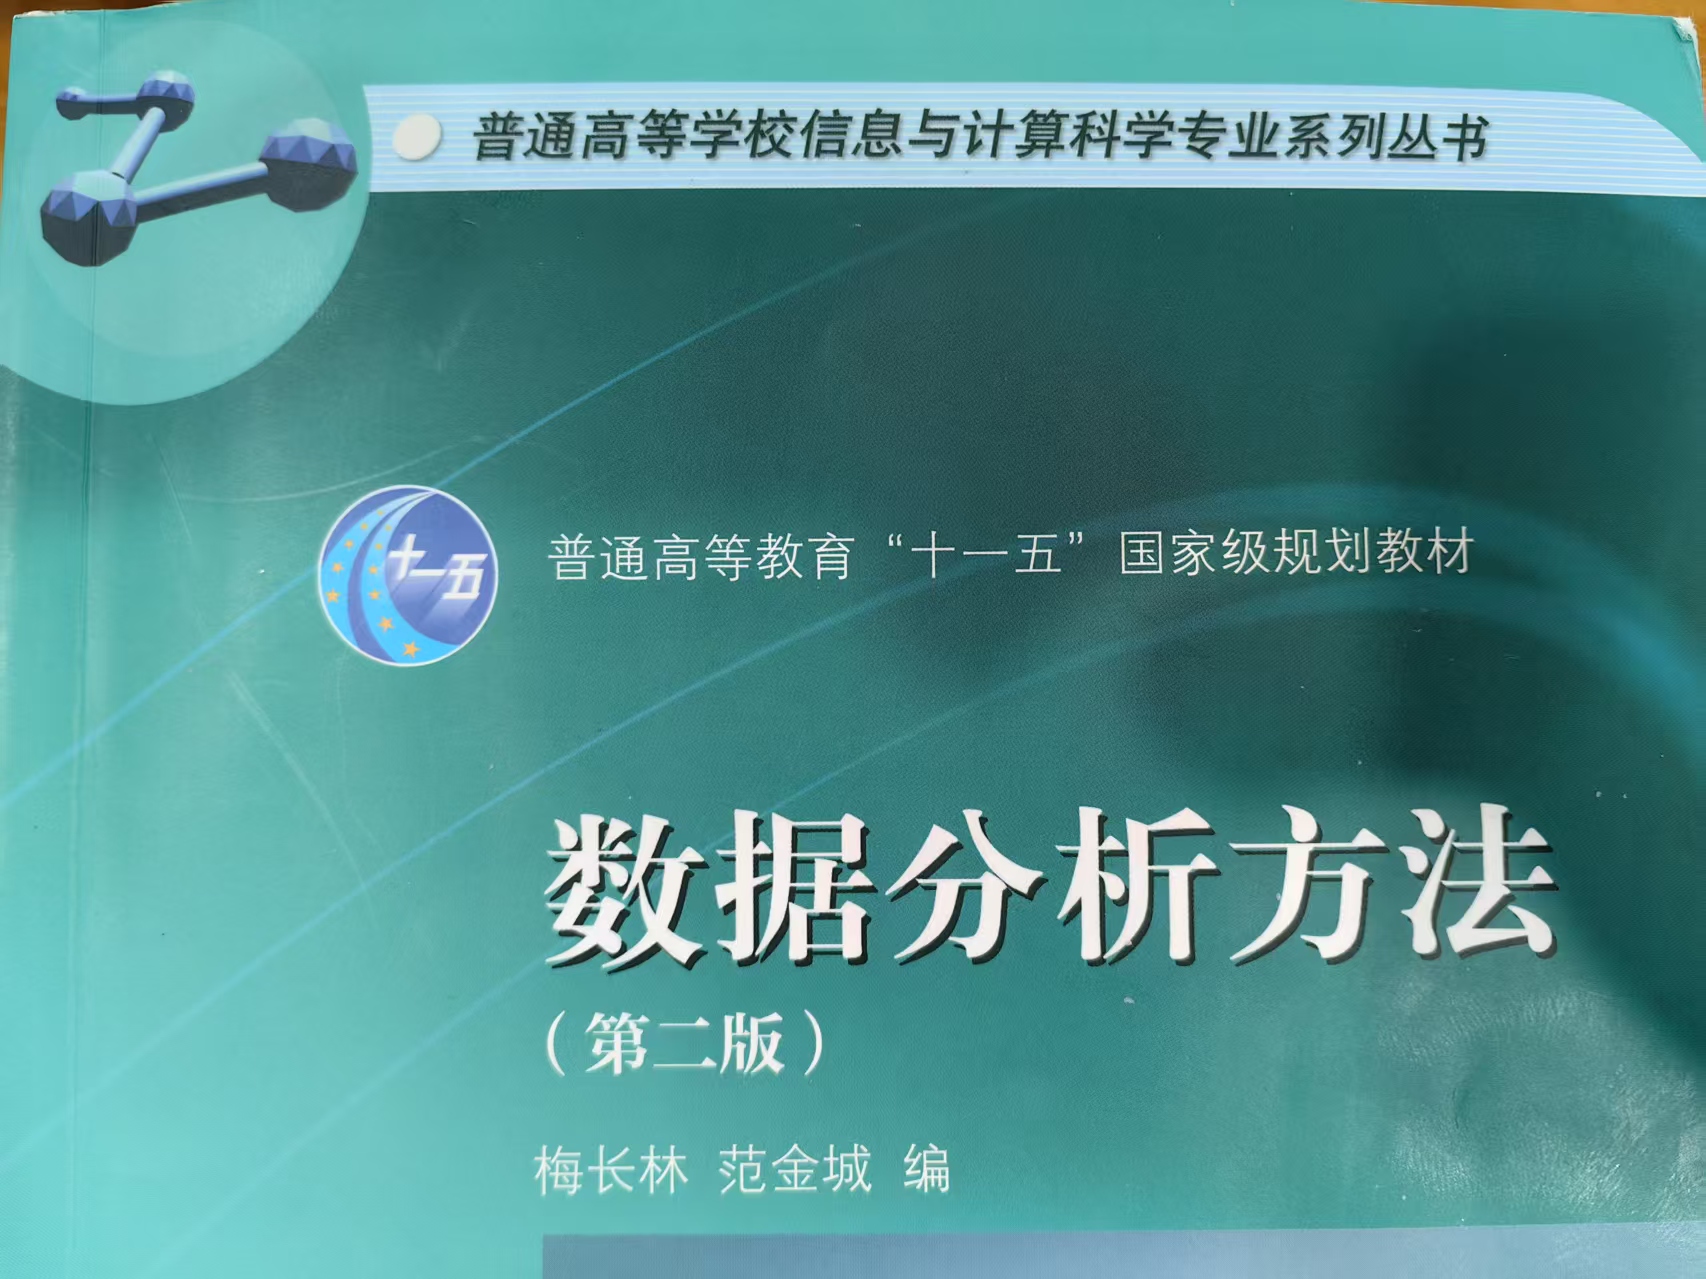 普通高等学校信息与计算科学专业系列丛书
十一五
普通高等教育“十一五”国家级规划教材
数据分析方法
（第二版）
梅长林 范金城 编